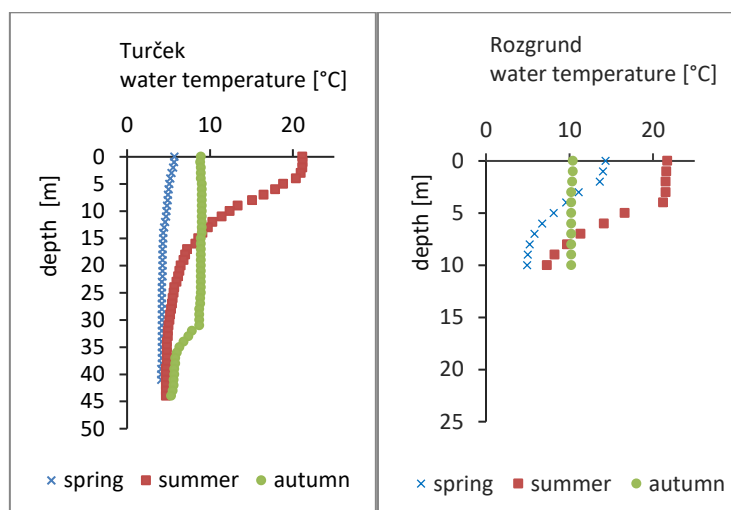 Turček
water temperature [°C]
0 10 20
0
5
10
15
20
25
30
35
40
45
50
depth [m]
× spring ■ summer ● autumn
Rozgrund
water temperature [°C]
0 10 20
0
5
10
15
20
25
depth [m]
× spring ■ summer ● autumn